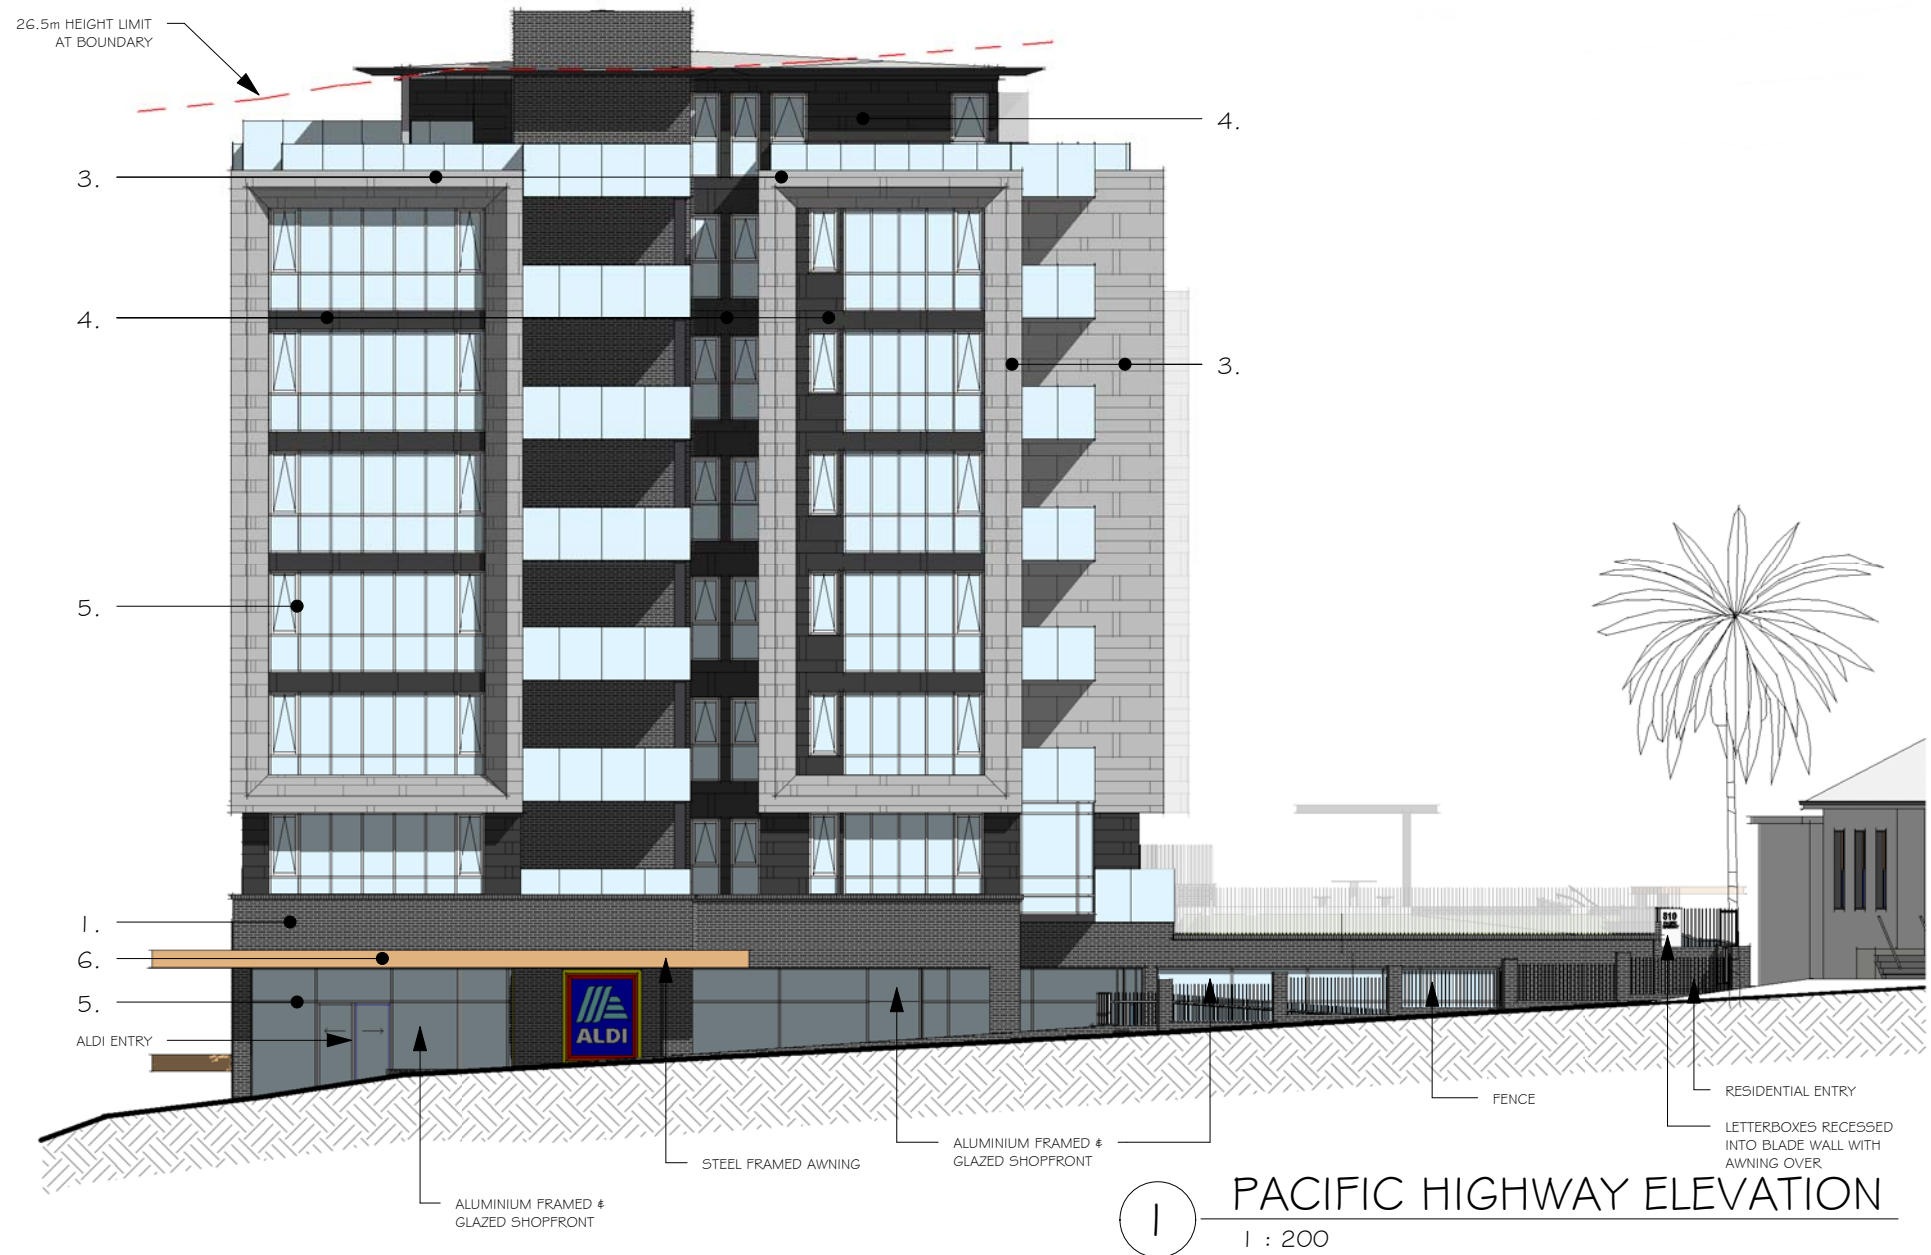 26.5m HEIGHT LIMIT
AT BOUNDARY
4.
3.
4.
3.
5.
1.
6.
5.
ALDI ENTRY
ALDI
810
FENCE
RESIDENTIAL ENTRY
LETTERBOXES RECESSED
INTO BLADE WALL WITH
AWNING OVER
ALUMINIUM FRAMED &
GLAZED SHOPFRONT
STEEL FRAMED AWNING
ALUMINIUM FRAMED &
GLAZED SHOPFRONT
1
PACIFIC HIGHWAY ELEVATION
1 : 200